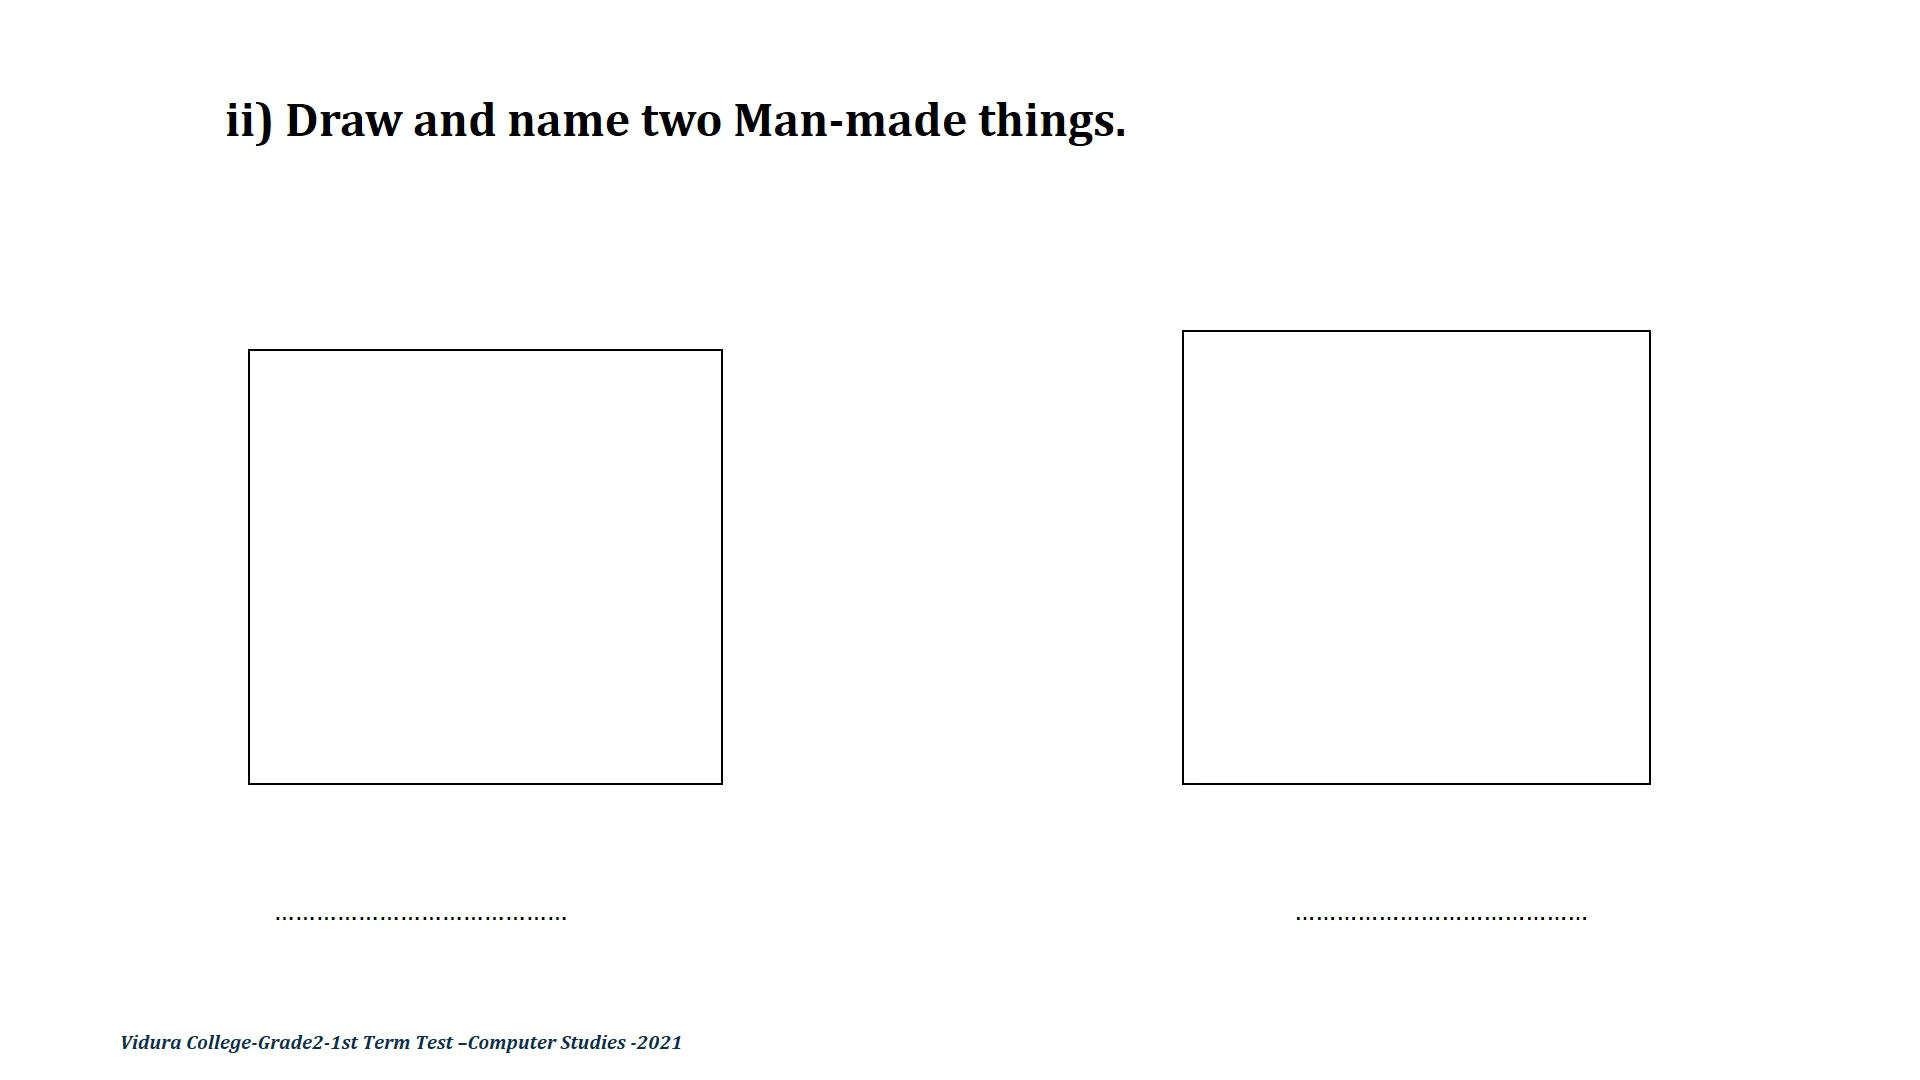 ii) Draw and name two Man-made things.
…………………………………… ……………………………………
Vidura College-Grade2-1st Term Test –Computer Studies -2021